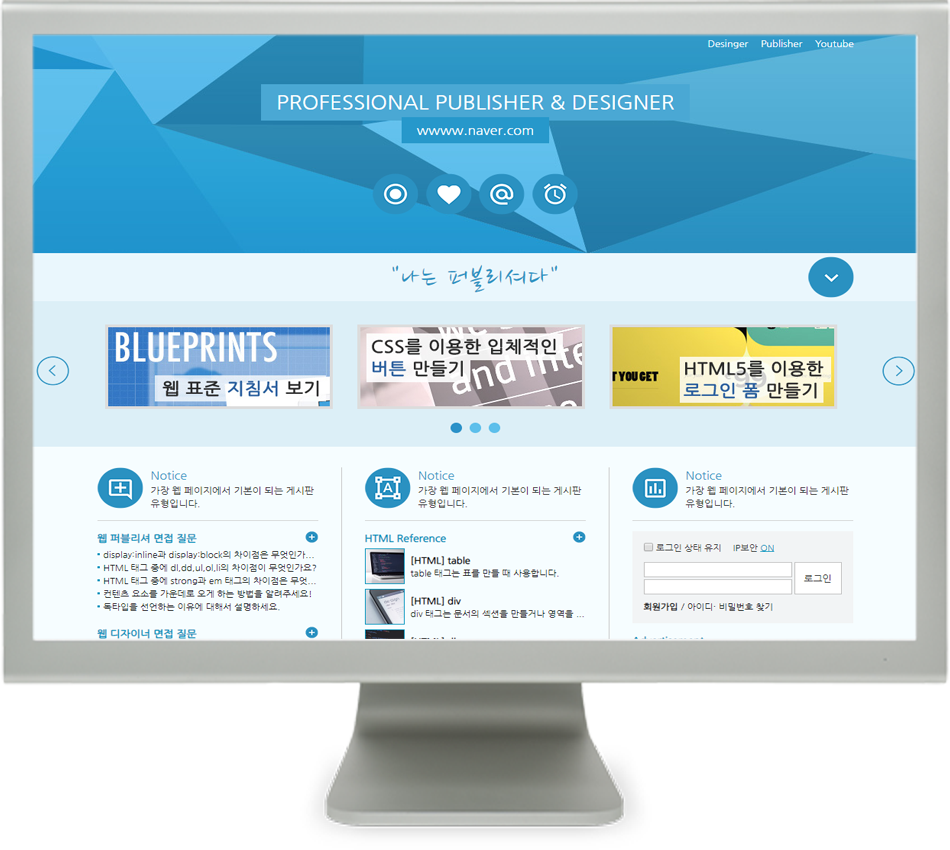 Desinger Publisher Youtube
PROFESSIONAL PUBLISHER & DESIGNER
wwww.naver.com
"나는 퍼블리셔다"
BLUEPRINTS
웹 표준 지침서 보기
CSS를 이용한 입체적인
버튼 만들기
and inte
T YOU GET
HTML5를 이용한
로그인 폼 만들기
Notice
가장 웹 페이지에서 기본이 되는 게시판
유형입니다.
웹 퍼블리셔 면접 질문
display:inline과 display:block의 차이점은 무엇인가...
HTML 태그 중에 dl,dd,ul,ol,li의 차이점이 무엇인가요?
HTML 태그 중에 strong과 em 태그의 차이점은 무엇...
컨텐츠 요소를 가운데로 오게 하는 방법을 알려주세요!
독타입을 선언하는 이유에 대해서 설명하세요.
웹 디자이너 면접 질문
Notice
가장 웹 페이지에서 기본이 되는 게시판
유형입니다.
HTML Reference
[HTML] table
table 태그는 표를 만들 때 사용합니다.
[HTML] div
div 태그는 문서의 섹션을 만들거나 영역을 ...
Notice
가장 웹 페이지에서 기본이 되는 게시판
유형입니다.
로그인 상태 유지 IP보안 ON
로그인
회원가입 / 아이디· 비밀번호 찾기